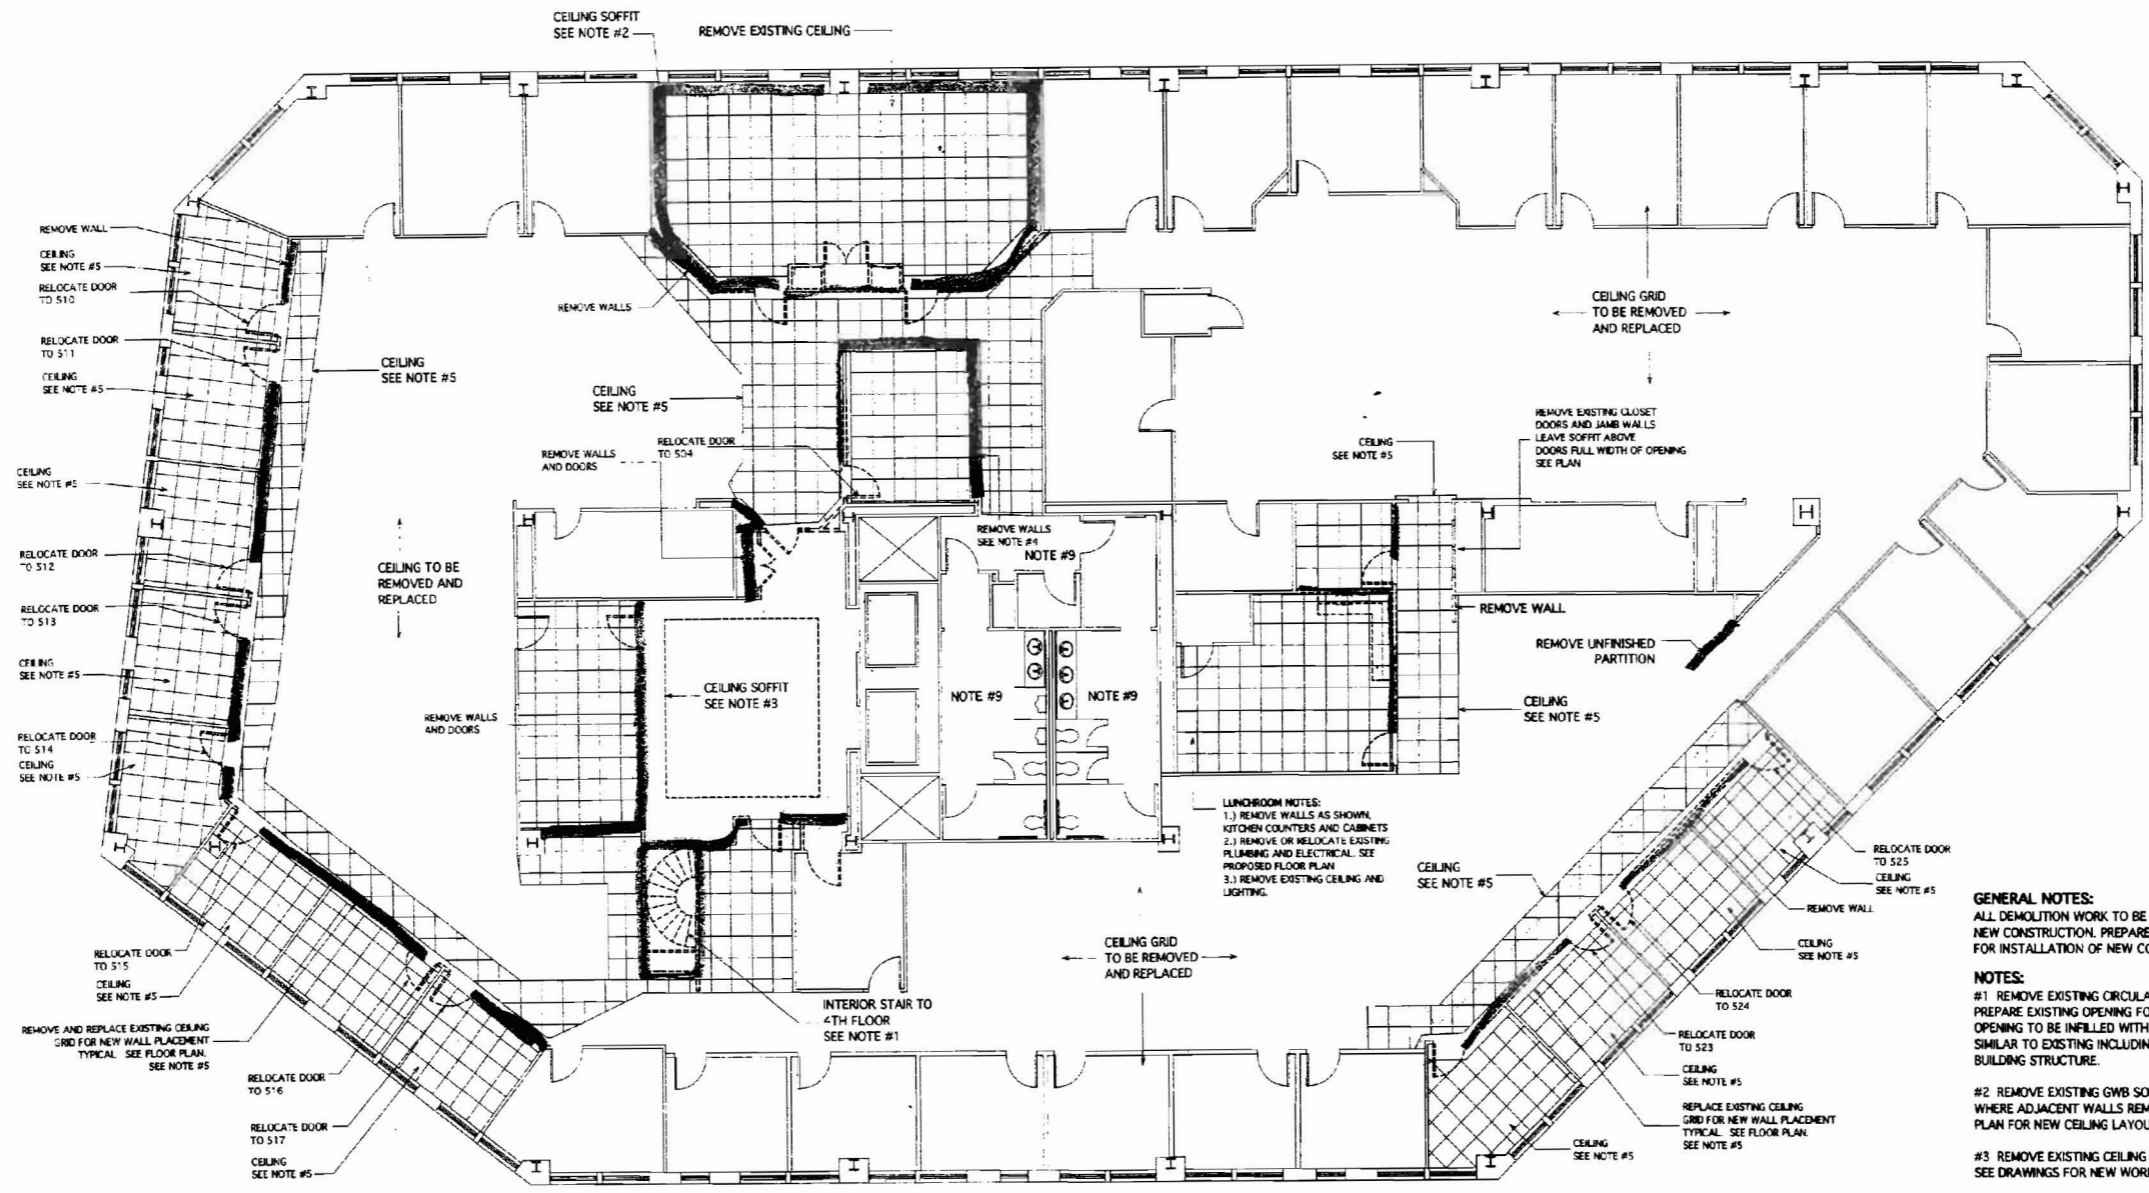 CEILING SOFFIT
SEE NOTE #2
REMOVE EXISTING CEILING
REMOVE WALL
CEILING
SEE NOTE #5
RELOCATE DOOR
TO 510
RELOCATE DOOR
TO 511
CEILING
SEE NOTE #5
CEILING
SEE NOTE #5
RELOCATE DOOR
TO 512
RELOCATE DOOR
TO 513
CEILING
SEE NOTE #5
RELOCATE DOOR
TO 514
CEILING
SEE NOTE #5
RELOCATE DOOR
TO 515
CEILING
SEE NOTE #5
REMOVE AND REPLACE EXISTING CEILING
GRID FOR NEW WALL PLACEMENT
TYPICAL. SEE FLOOR PLAN.
SEE NOTE #5
RELOCATE DOOR
TO 516
RELOCATE DOOR
TO 517
CEILING
SEE NOTE #5
CEILING
SEE NOTE #5
CEILING TO BE
REMOVED AND
REPLACED
REMOVE WALLS
CEILING
SEE NOTE #5
REMOVE WALLS
AND DOORS
RELOCATE DOOR
TO 504
REMOVE WALLS
SEE NOTE #4
NOTE #9
REMOVE WALLS
AND DOORS
CEILING SOFFIT
SEE NOTE #3
NOTE #9
NOTE #9
INTERIOR STAIR TO
4TH FLOOR
SEE NOTE #1
CEILING GRID
TO BE REMOVED
AND REPLACED
CEILING
SEE NOTE #5
REMOVE EXISTING CLOSET
DOORS AND JAMB WALLS
LEAVE SOFFIT ABOVE
DOORS FULL WIDTH OF OPENING
SEE PLAN
REMOVE WALL
REMOVE UNFINISHED
PARTITION
CEILING
SEE NOTE #5
LUNCHROOM NOTES:
1.) REMOVE WALLS AS SHOWN,
KITCHEN COUNTERS AND CABINETS
2.) REMOVE OR RELOCATE EXISTING
PLUMBING AND ELECTRICAL. SEE
PROPOSED FLOOR PLAN
3.) REMOVE EXISTING CEILING AND
LIGHTING.
CEILING GRID
TO BE REMOVED
AND REPLACED
CEILING
SEE NOTE #5
RELOCATE DOOR
TO 525
CEILING
SEE NOTE #5
REMOVE WALL
CEILING
SEE NOTE #5
RELOCATE DOOR
TO 524
RELOCATE DOOR
TO 523
CEILING
SEE NOTE #5
REPLACE EXISTING CEILING
GRID FOR NEW WALL PLACEMENT
TYPICAL. SEE FLOOR PLAN.
SEE NOTE #5
CEILING
SEE NOTE #5
GENERAL NOTES:
ALL DEMOLITION WORK TO BE
NEW CONSTRUCTION. PREPARE
FOR INSTALLATION OF NEW CO
NOTES:
#1 REMOVE EXISTING CIRCULA
PREPARE EXISTING OPENING FO
OPENING TO BE INFILLED WITH
SIMILAR TO EXISTING INCLUDIN
BUILDING STRUCTURE.
#2 REMOVE EXISTING GWB SO
WHERE ADJACENT WALLS REM
PLAN FOR NEW CEILING LAYOU
#3 REMOVE EXISTING CEILING
SEE DRAWINGS FOR NEW WORK